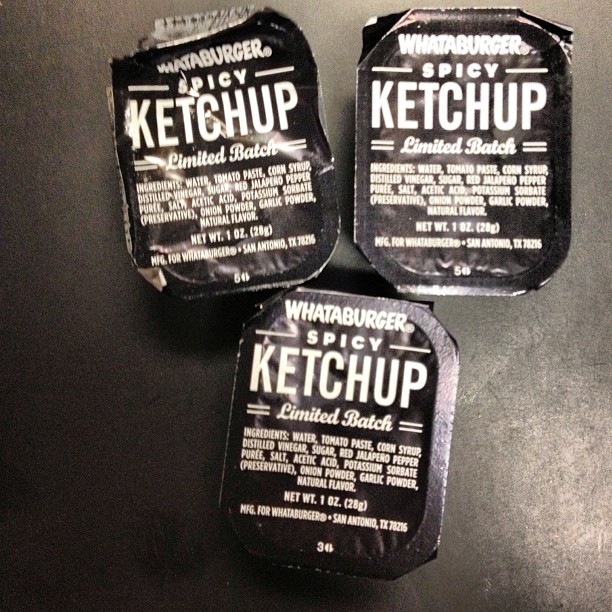 WHATABURGER®
SPICY
KETCHUP
Limited Batch
INGREDIENTS: WATER, TOMATO PASTE, CORN SYRUP,
DISTILLED VINEGAR, SUGAR, RED JALAPENO PEPPER
PURÉE, SALT, ACETIC ACID, POTASSIUM SORBATE
(PRESERVATIVE), ONION POWDER, GARLIC POWDER,
NATURAL FLAVOR.
NET WT. 1 OZ. (28g)
MFG. FOR WHATABURGER® • SAN ANTONIO, TX 78216
WHATABURGER®
SPICY
KETCHUP
Limited Batch
INGREDIENTS: WATER, TOMATO PASTE, CORN SYRUP,
DISTILLED VINEGAR, SUGAR, RED JALAPENO PEPPER
PURÉE, SALT, ACETIC ACID, POTASSIUM SORBATE
(PRESERVATIVE), ONION POWDER, GARLIC POWDER,
NATURAL FLAVOR.
NET WT. 1 OZ. (28g)
MFG. FOR WHATABURGER® • SAN ANTONIO, TX 78216
WHATABURGER®
SPICY
KETCHUP
Limited Batch
INGREDIENTS: WATER, TOMATO PASTE, CORN SYRUP,
DISTILLED VINEGAR, SUGAR, RED JALAPENO PEPPER
PURÉE, SALT, ACETIC ACID, POTASSIUM SORBATE
(PRESERVATIVE), ONION POWDER, GARLIC POWDER,
NATURAL FLAVOR.
NET WT. 1 OZ. (28g)
MFG. FOR WHATABURGER® • SAN ANTONIO, TX 78216